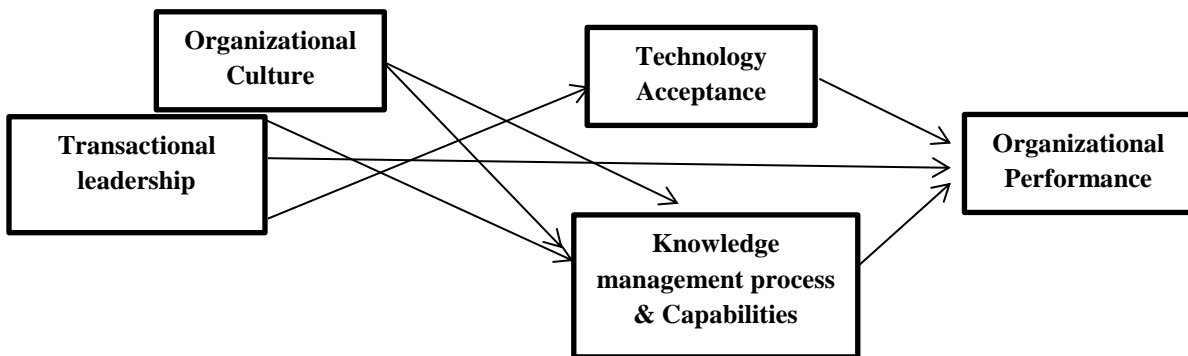 Organizational
Culture
Transactional
leadership
Technology
Acceptance
Knowledge
management process
& Capabilities
Organizational
Performance